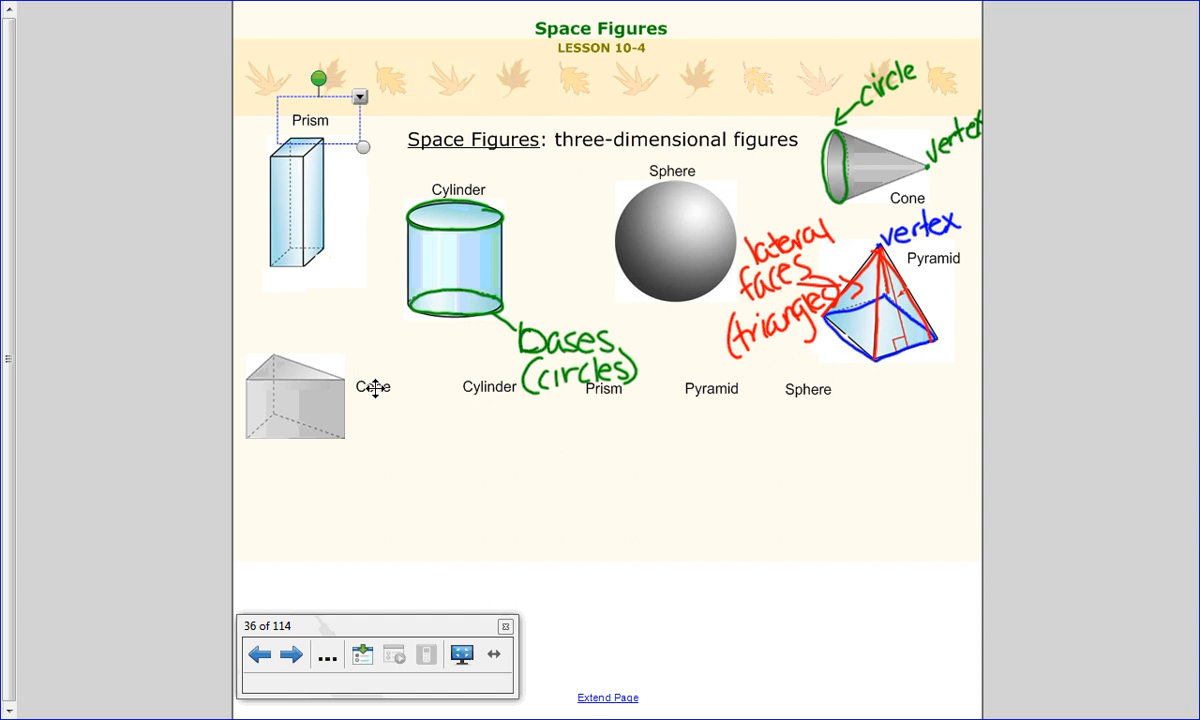 Space Figures
LESSON 10-4
circle
Prism
Space Figures: three-dimensional figures
vertex
Sphere
Cylinder
Cone
vertex
lateral
faces
(triangles)
Pyramid
bases
(circles)
Cylinder
Prism
Pyramid
Sphere
36 of 114
...
Extend Page